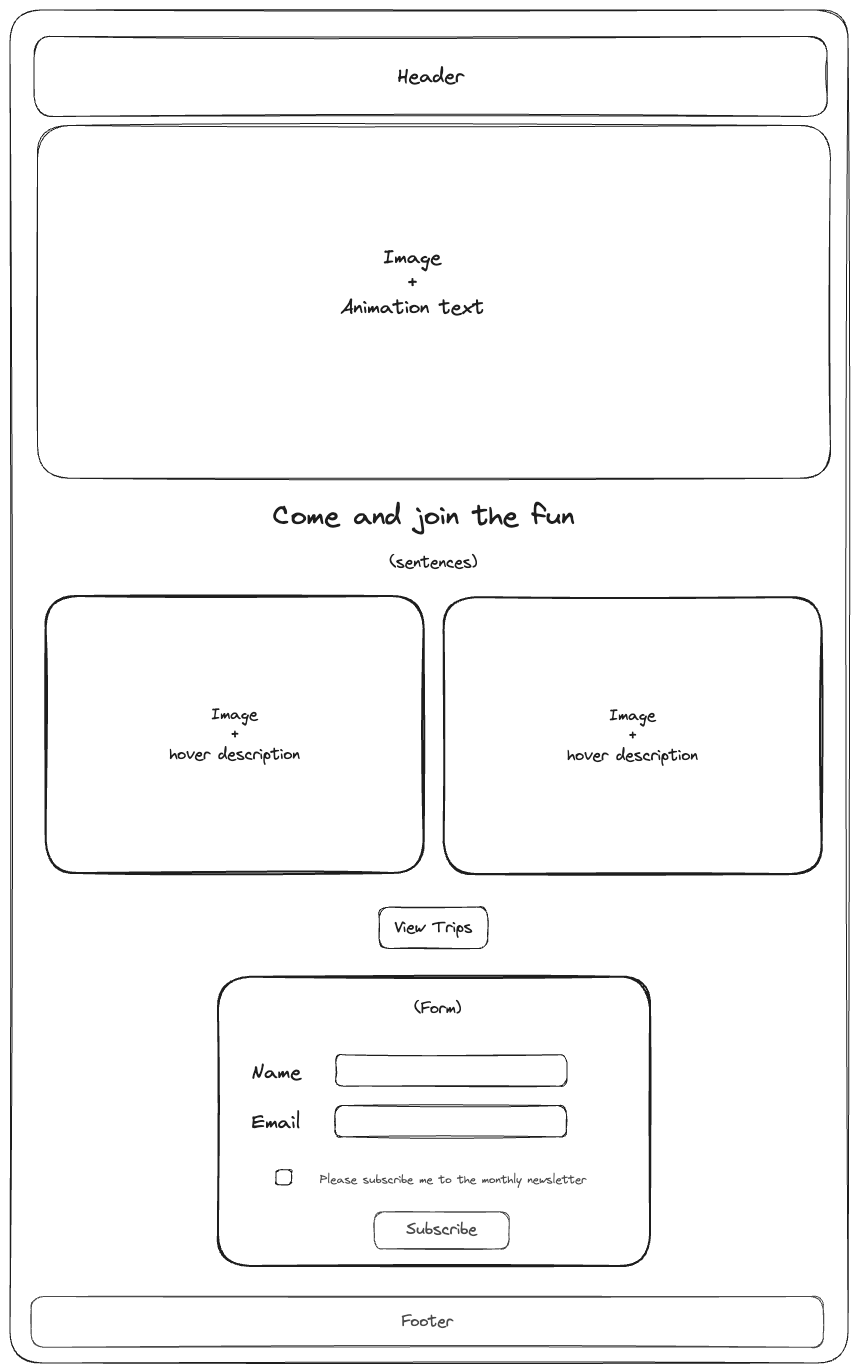 Header
Image
+
Animation text
Come and join the fun
(sentences)
Image
+
hover description
Image
+
hover description
View Trips
(Form)
Name
Email
Please subscribe me to the monthly newsletter
Subscribe
Footer